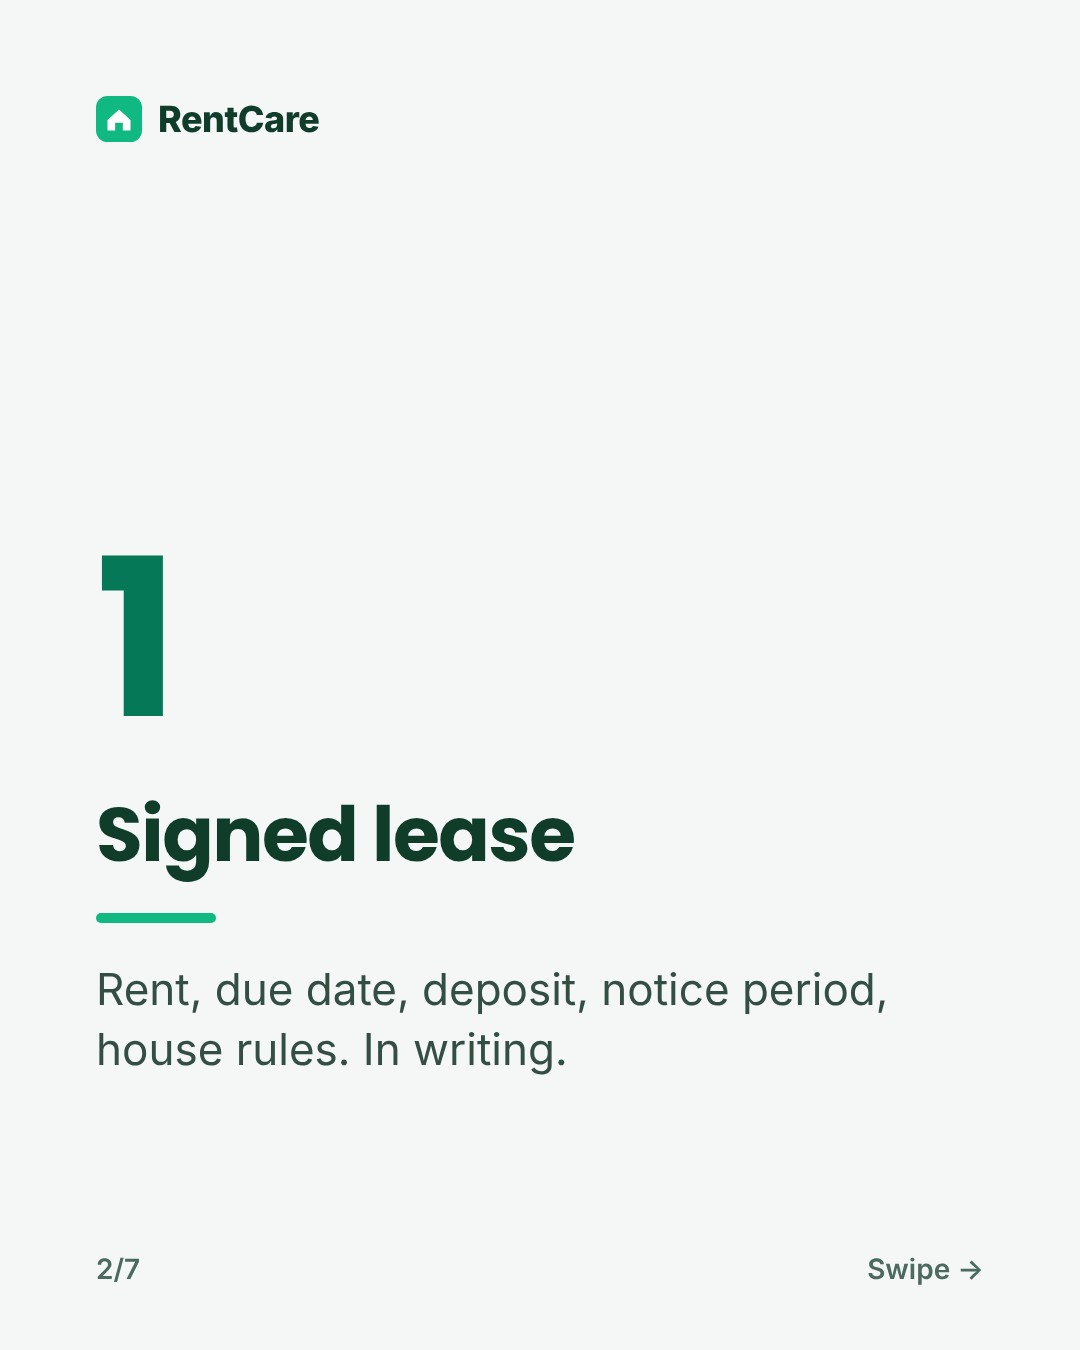 RentCare
1
Signed lease
Rent, due date, deposit, notice period,
house rules. In writing.
2/7
Swipe →